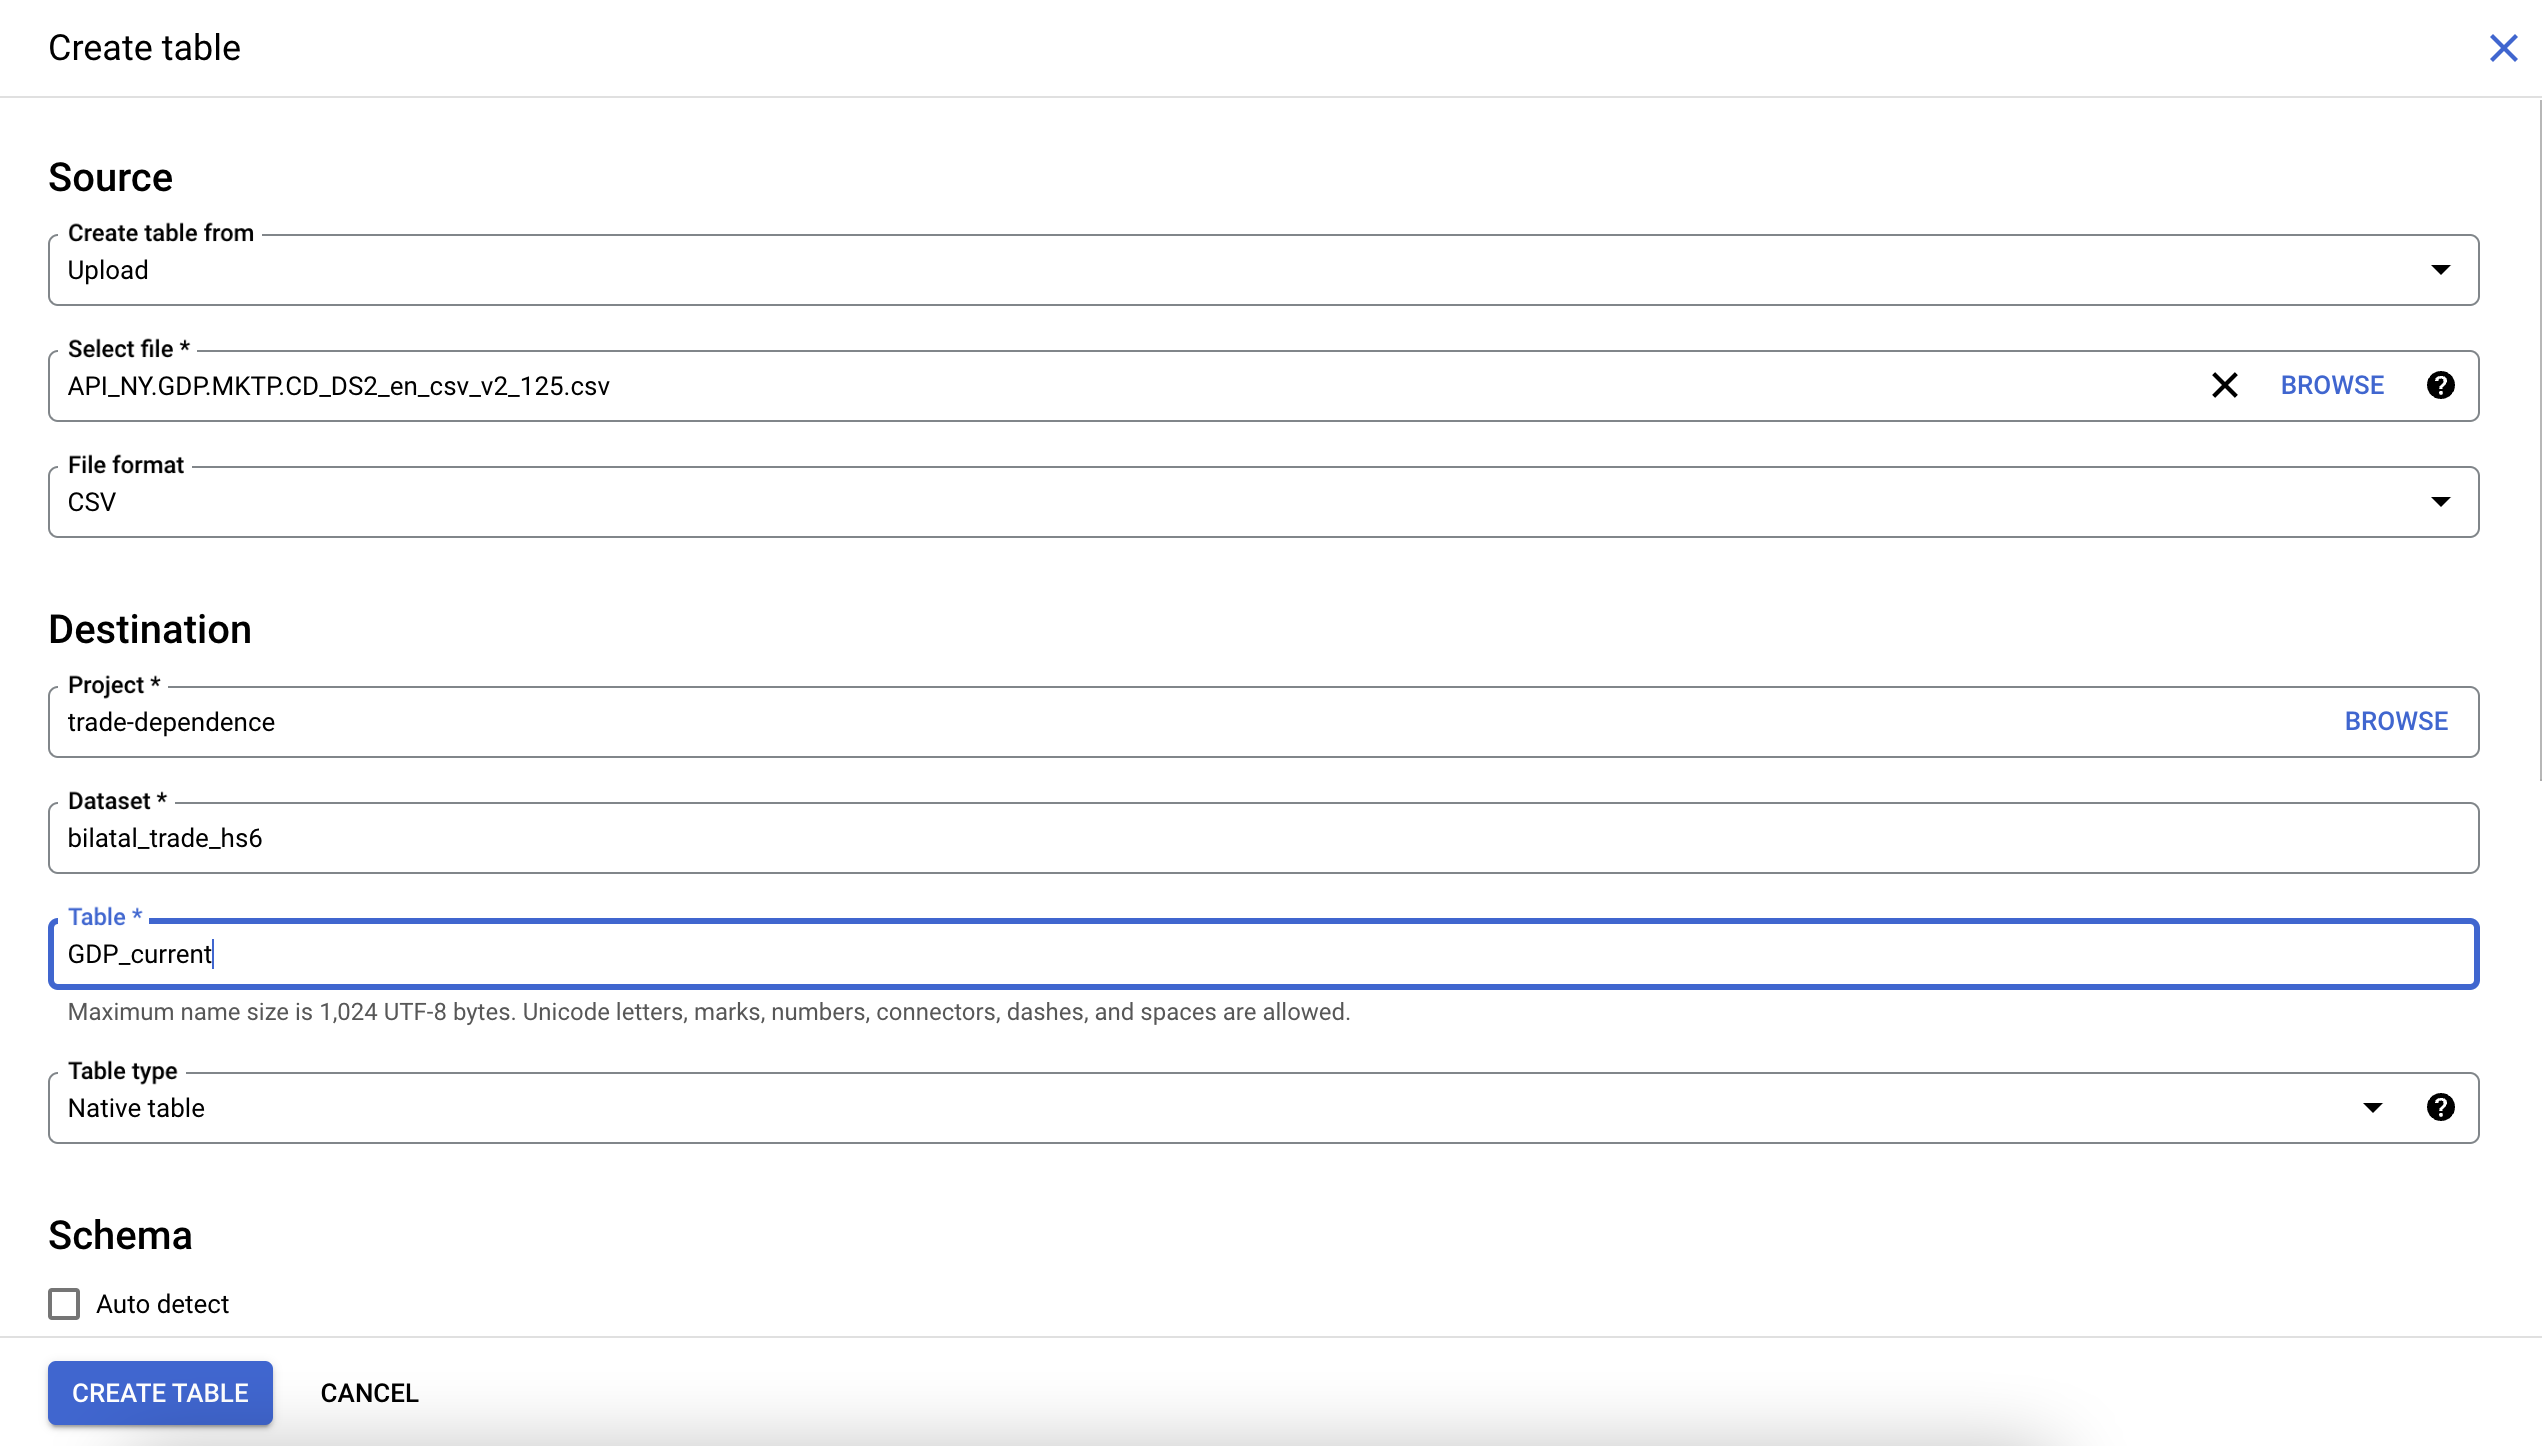 Create table
Source
Create table from
Upload
Select file *
API_NY.GDP.MKTP.CD_DS2_en_csv_v2_125.csv
BROWSE
File format
CSV
Destination
Project *
trade-dependence
BROWSE
Dataset *
bilatal_trade_hs6
Table *
GDP_current
Maximum name size is 1,024 UTF-8 bytes. Unicode letters, marks, numbers, connectors, dashes, and spaces are allowed.
Table type
Native table
Schema
Auto detect
CREATE TABLE CANCEL